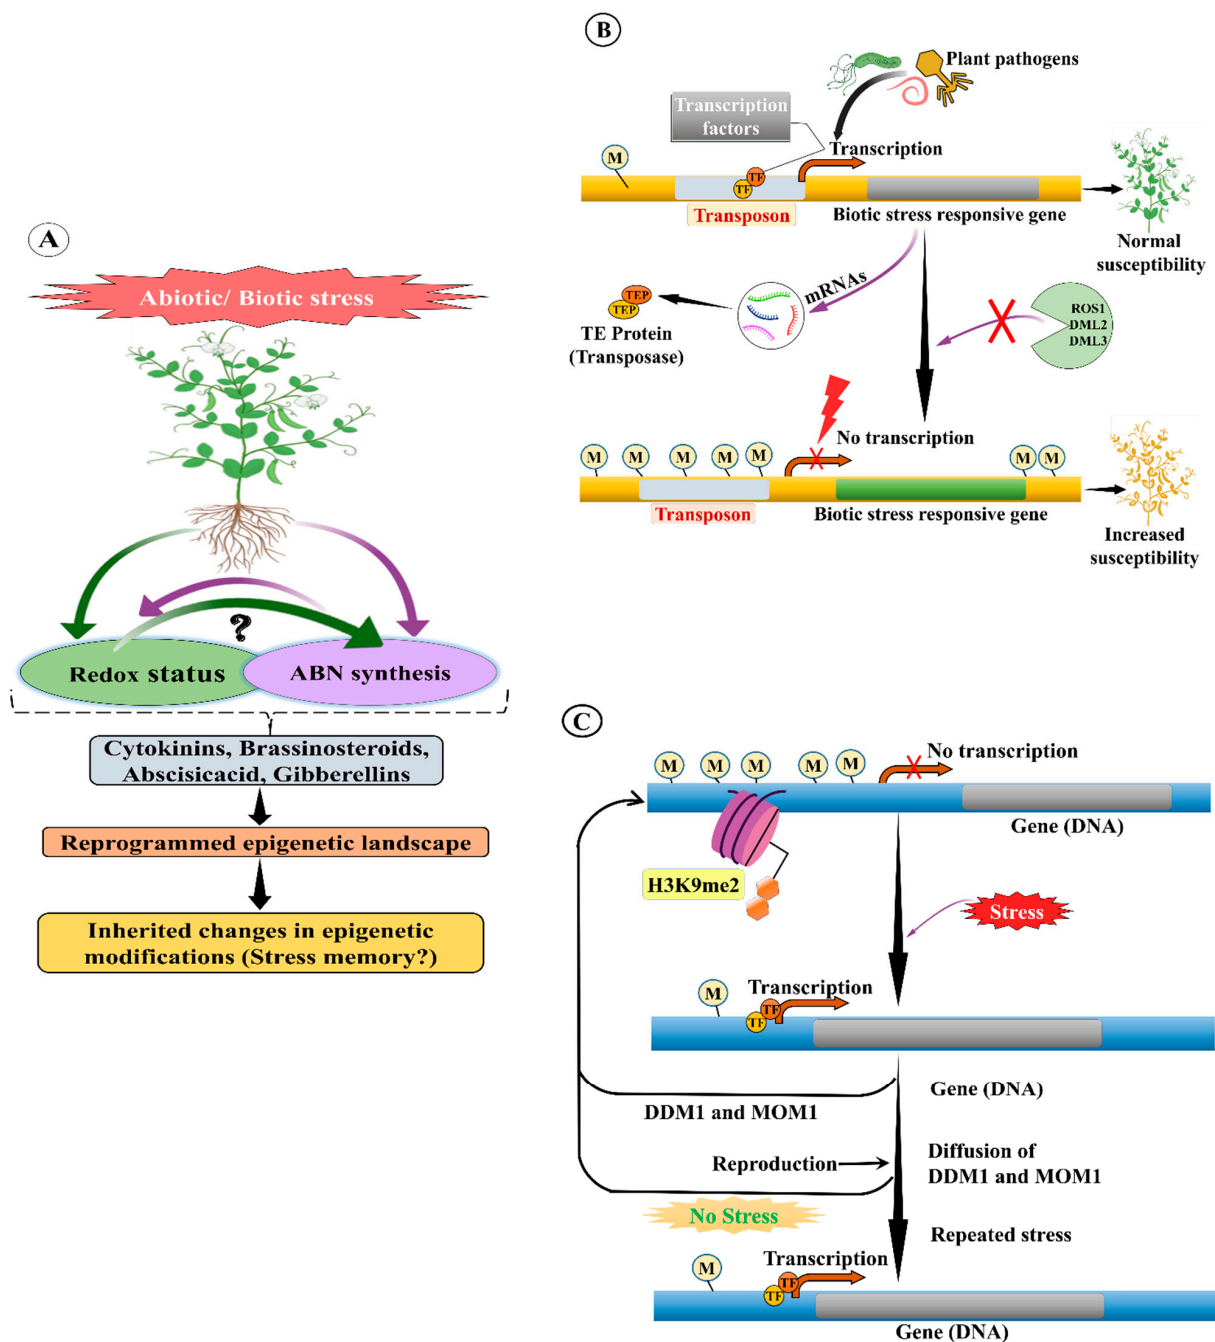 A
Abiotic/ Biotic stress
?
Redox status
ABN synthesis
Cytokinins, Brassinosteroids,
Abscisicacid, Gibberellins
Reprogrammed epigenetic landscape
Inherited changes in epigenetic
modifications (Stress memory?)
B
Plant pathogens
Transcription
factors
Transcription
M
TF
TF
Transposon
Biotic stress responsive gene
Normal
susceptibility
mRNAs
TEP
TEP
TE Protein
(Transposase)
ROS1
DML2
DML3
No transcription
M
M
M
M
M
M
M
Transposon
Biotic stress responsive gene
Increased
susceptibility
C
No transcription
M
M
M
M
M
Gene (DNA)
H3K9me2
Stress
M
Transcription
TF
TF
Gene (DNA)
DDM1 and MOM1
Reproduction
Diffusion of
DDM1 and MOM1
No Stress
Repeated stress
M
Transcription
TF
TF
Gene (DNA)